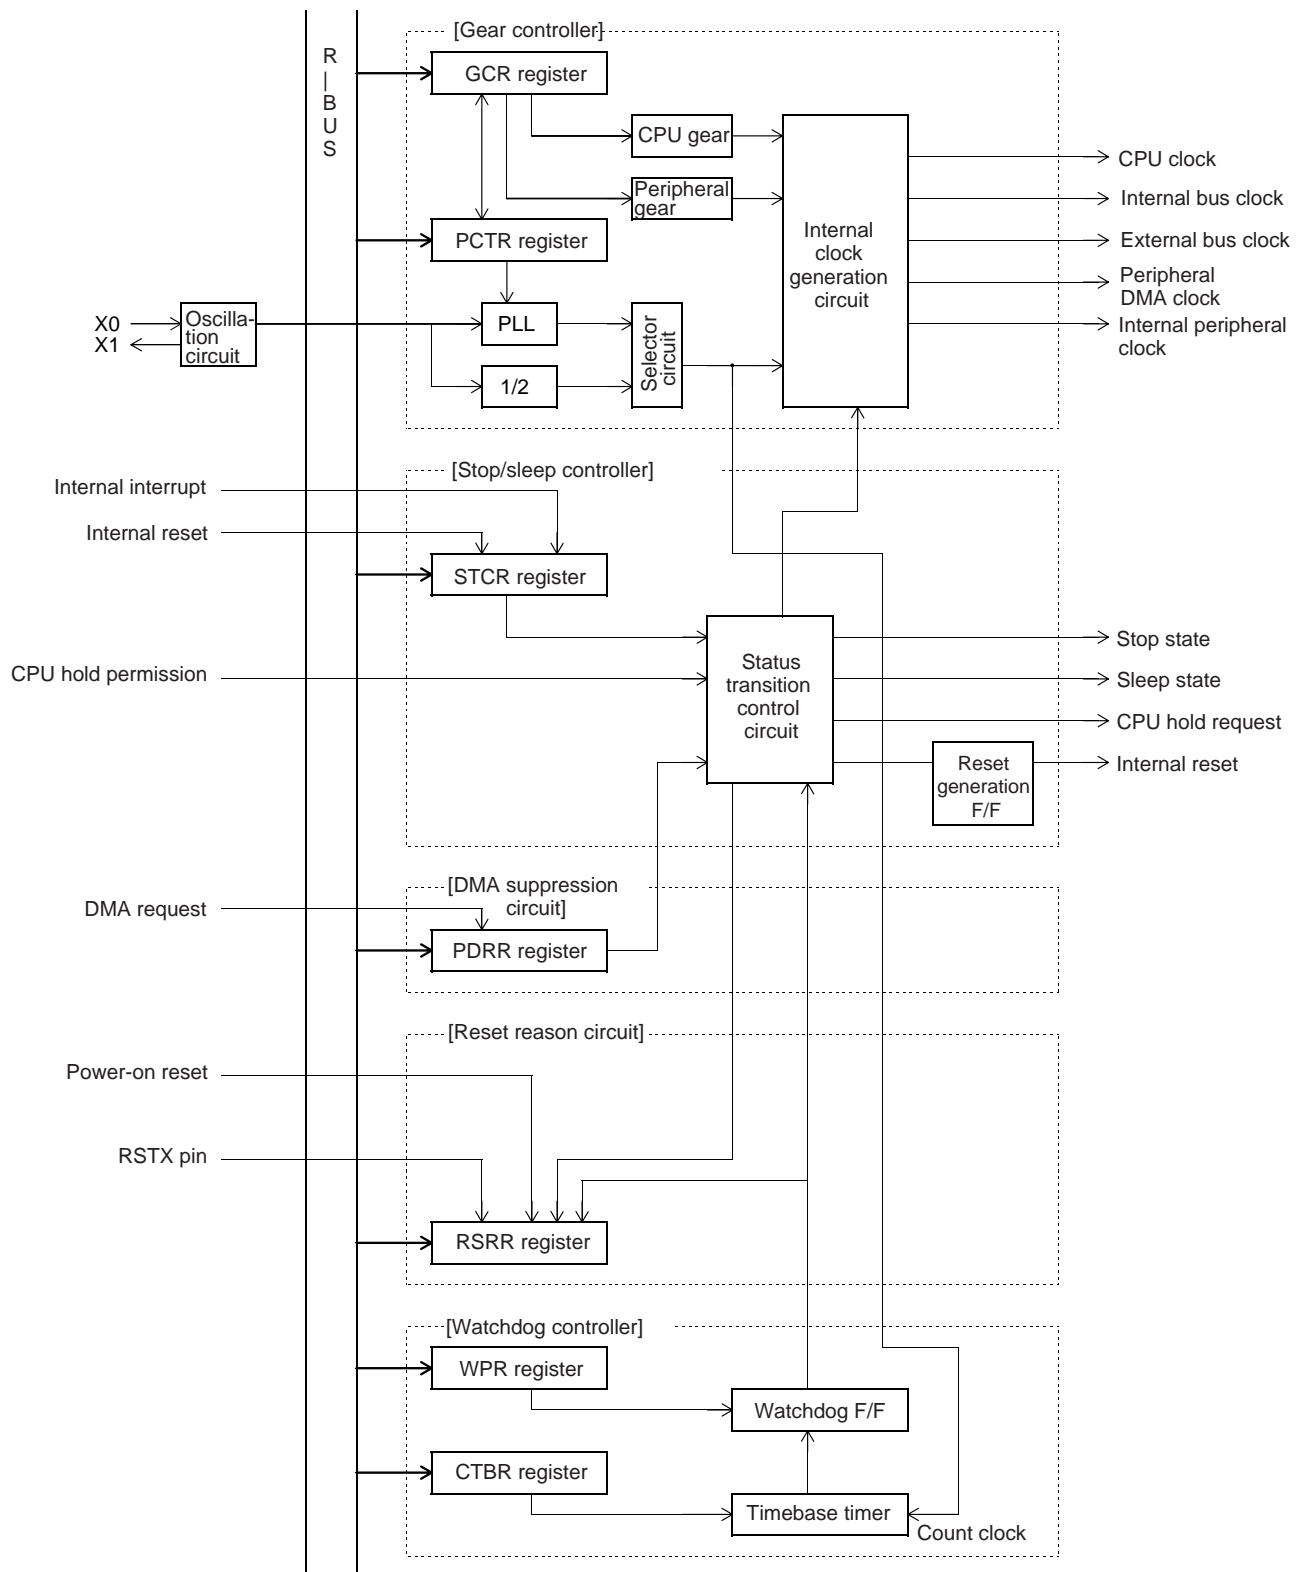 [Gear controller]
R
|
B
U
S
GCR register
CPU gear
Peripheral
gear
PCTR register
Internal
clock
generation
circuit
CPU clock
Internal bus clock
External bus clock
Peripheral
DMA clock
Internal peripheral
clock
X0
X1
Oscilla-
tion
circuit
PLL
1/2
Selector
circuit
[Stop/sleep controller]
Internal interrupt
Internal reset
STCR register
CPU hold permission
Status
transition
control
circuit
Stop state
Sleep state
CPU hold request
Internal reset
Reset
generation
F/F
[DMA suppression
circuit]
DMA request
PDRR register
[Reset reason circuit]
Power-on reset
RSTX pin
RSRR register
[Watchdog controller]
WPR register
Watchdog F/F
CTBR register
Timebase timer
Count clock